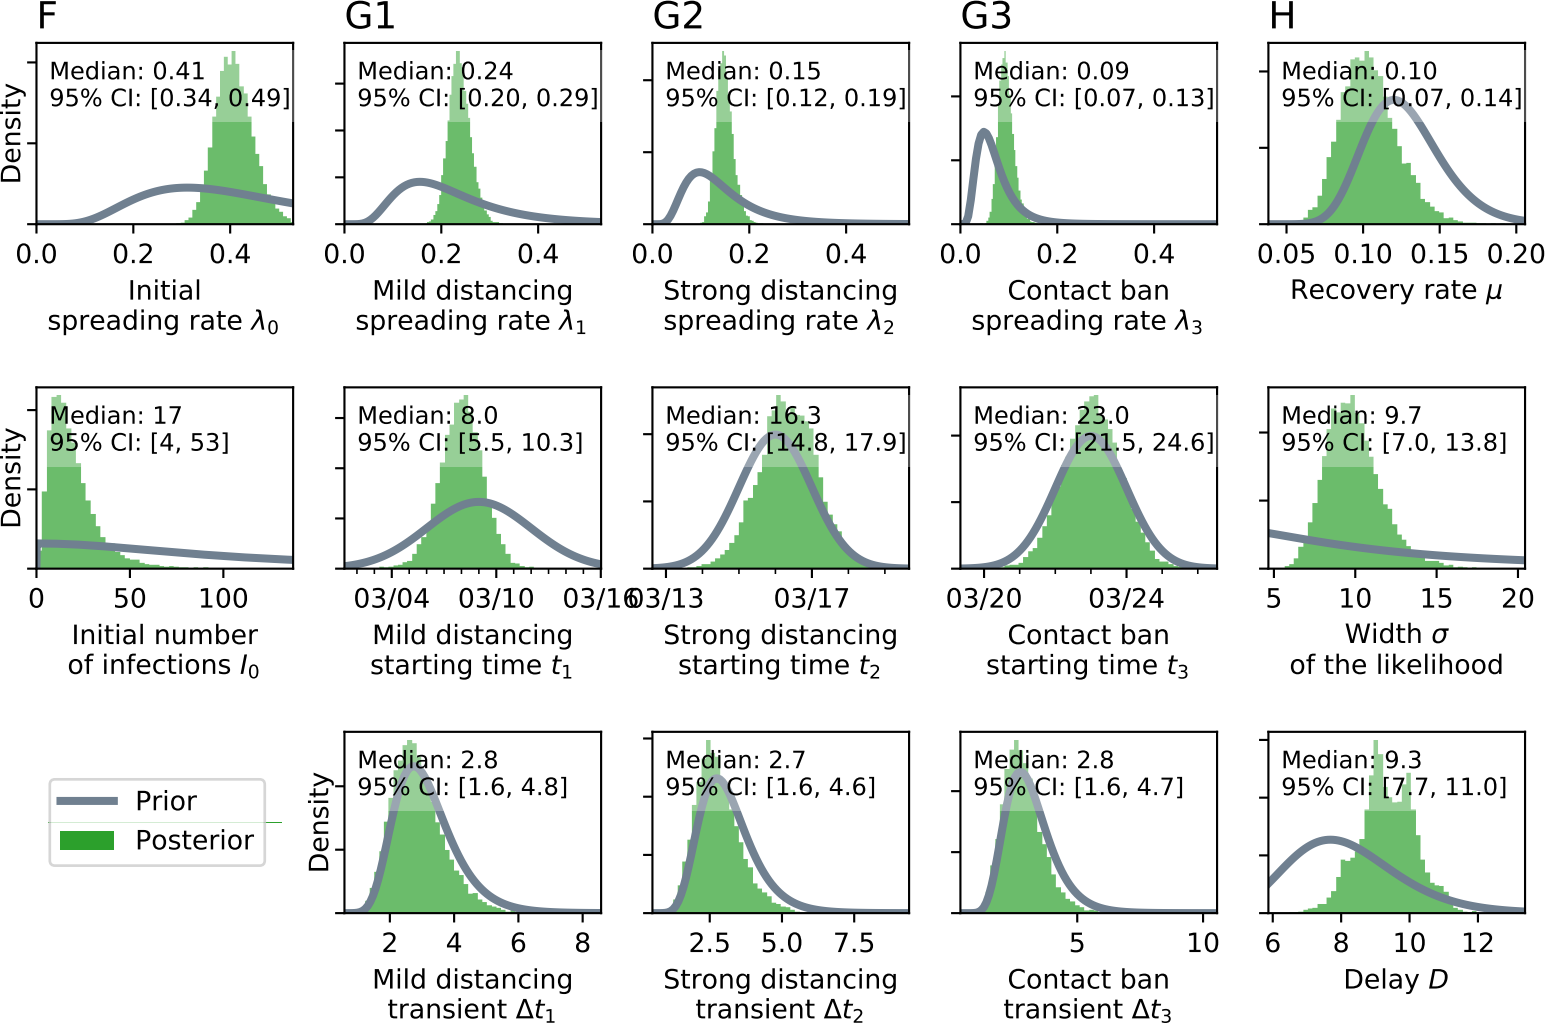 F
G1
G2
G3
H
Density
Median: 0.41
95% CI: [0.34, 0.49]
0.0 0.2 0.4
Initial
spreading rate λ0
Median: 0.24
95% CI: [0.20, 0.29]
0.0 0.2 0.4
Mild distancing
spreading rate λ1
Median: 0.15
95% CI: [0.12, 0.19]
0.0 0.2 0.4
Strong distancing
spreading rate λ2
Median: 0.09
95% CI: [0.07, 0.13]
0.0 0.2 0.4
Contact ban
spreading rate λ3
Median: 0.10
95% CI: [0.07, 0.14]
0.05 0.10 0.15 0.20
Recovery rate μ
Density
Median: 17
95% CI: [4, 53]
0 50 100
Initial number
of infections I0
Median: 8.0
95% CI: [5.5, 10.3]
03/04 03/10 03/16
Mild distancing
starting time t1
Median: 16.3
95% CI: [14.8, 17.9]
03/13 03/17
Strong distancing
starting time t2
Median: 23.0
95% CI: [21.5, 24.6]
03/20 03/24
Contact ban
starting time t3
Median: 9.7
95% CI: [7.0, 13.8]
5 10 15 20
Width σ
of the likelihood
Prior
Posterior
Density
Median: 2.8
95% CI: [1.6, 4.8]
2 4 6 8
Mild distancing
transient Δt1
Median: 2.7
95% CI: [1.6, 4.6]
2.5 5.0 7.5
Strong distancing
transient Δt2
Median: 2.8
95% CI: [1.6, 4.7]
5 10
Contact ban
transient Δt3
Median: 9.3
95% CI: [7.7, 11.0]
6 8 10 12
Delay D